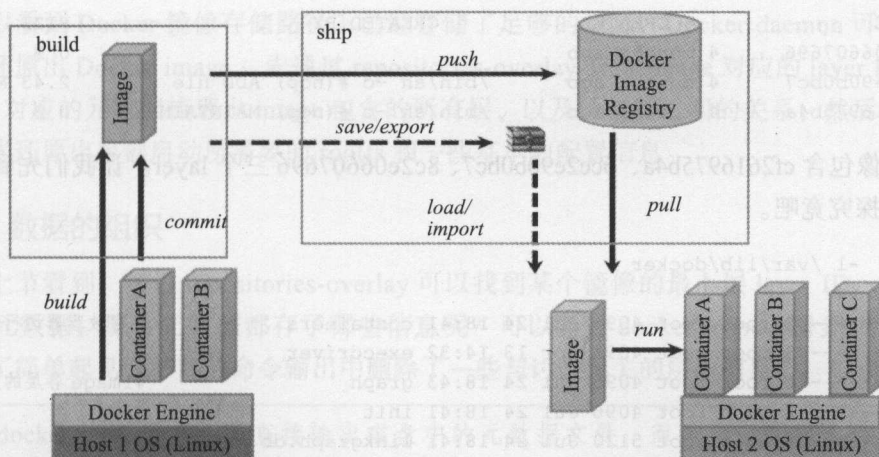 build
ship
Image
push
Docker
Image
Registry
save/export
load/
import
pull
commit
build
Container A
Container B
Image
run
Container A
Container B
Container C
Docker Engine
Host 1 OS (Linux)
Docker Engine
Host 2 OS (Linux)